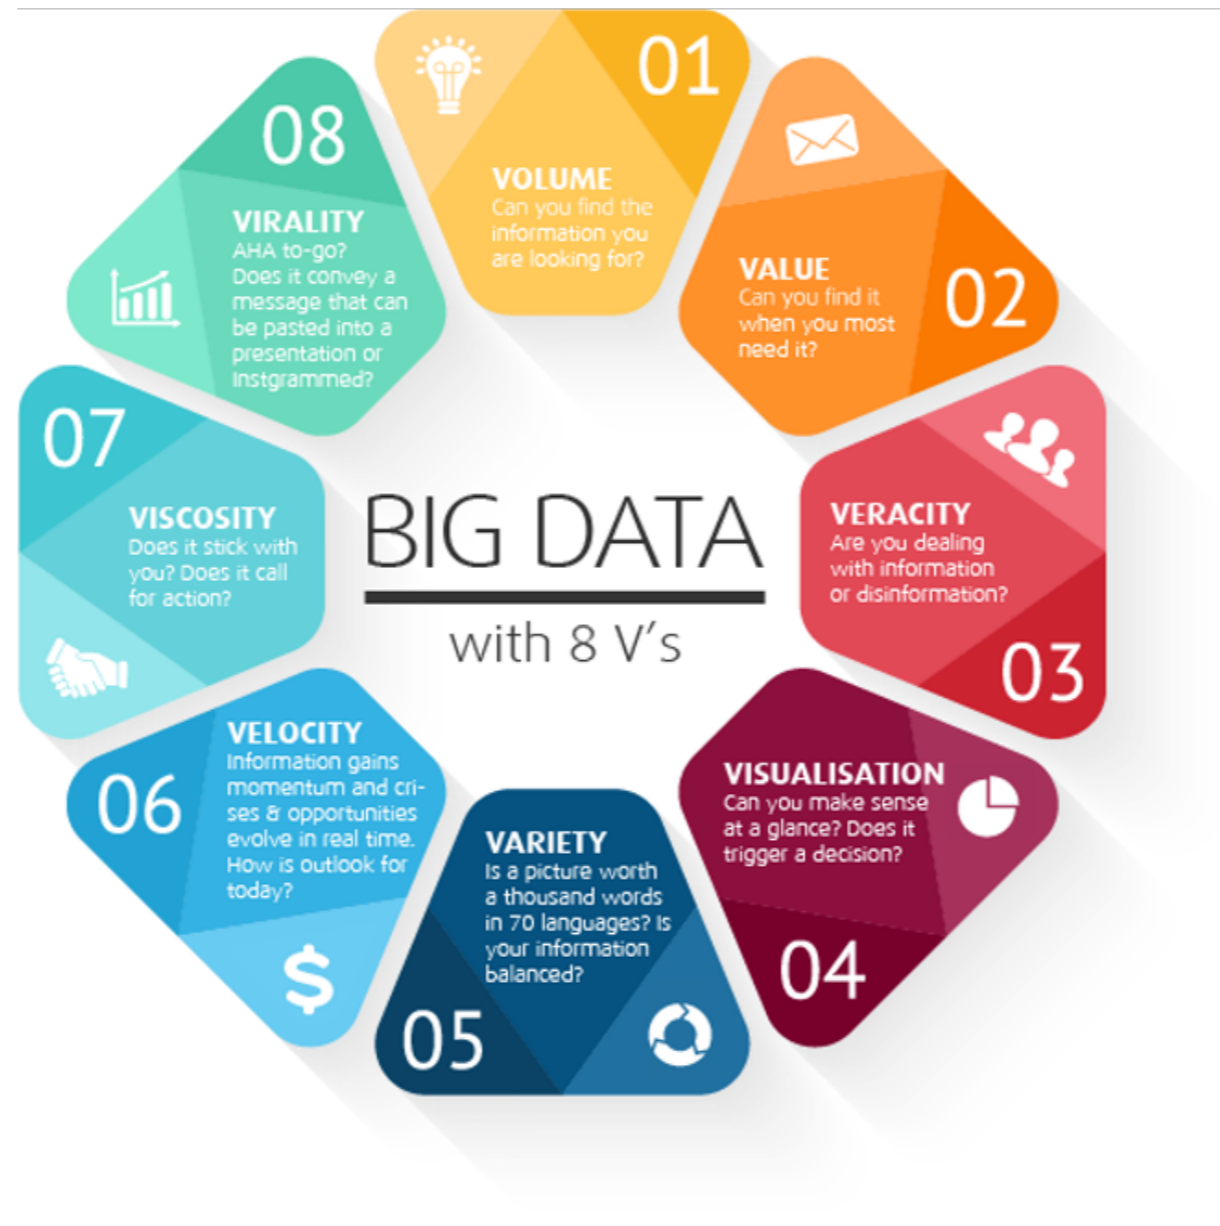 BIG DATA
with 8 V's
01
VOLUME
Can you find the
information you
are looking for?
02
VALUE
Can you find it
when you most
need it?
03
VERACITY
Are you dealing
with information
or disinformation?
04
VISUALISATION
Can you make sense
at a glance? Does it
trigger a decision?
05
VARIETY
Is a picture worth
a thousand words
in 70 languages? Is
your information
balanced?
06
VELOCITY
Information gains
momentum and cri-
ses & opportunities
evolve in real time.
How is outlook for
today?
$
07
VISCOSITY
Does it stick with
you? Does it call
for action?
08
VIRALITY
AHA to-go?
Does it convey a
message that can
be pasted into a
presentation or
Instgrammed?